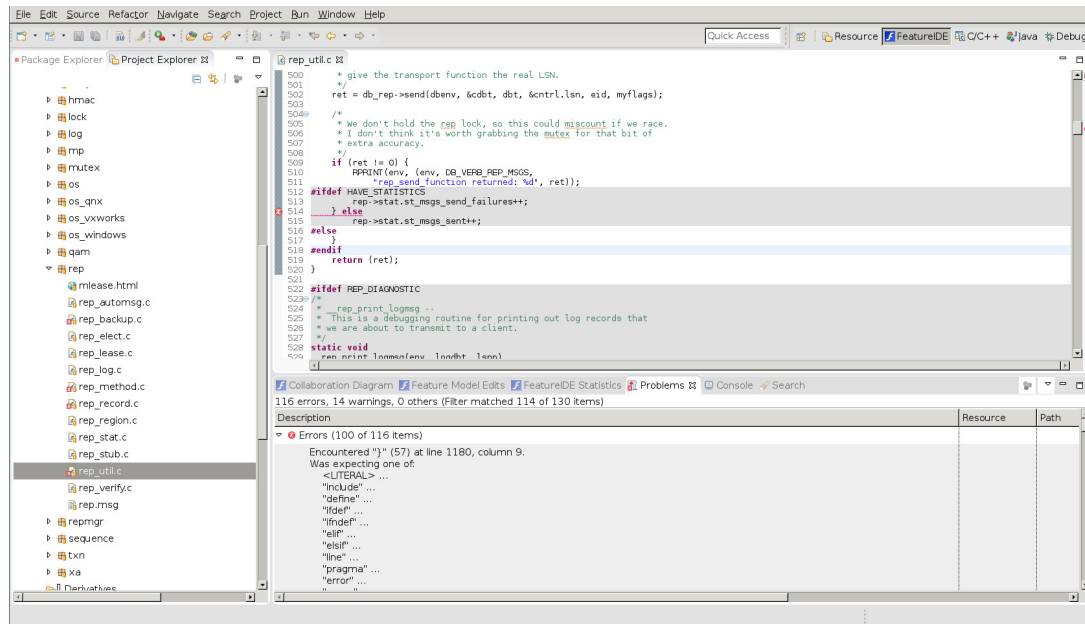 File Edit Source Refactor Navigate Search Project Run Window Help
Quick Access Resource FeatureIDE C/C++ Java Debug
Package Explorer Project Explorer
hmac
lock
log
mp
mutex
os
os_qnx
os_vxworks
os_windows
qam
rep
mlease.html
rep_automsg.c
rep_backup.c
rep_elect.c
rep_lease.c
rep_log.c
rep_method.c
rep_record.c
rep_region.c
rep_stat.c
rep_stub.c
rep_util.c
rep_verify.c
rep.msg
repmgr
sequence
txn
xa
Derivatives
rep_util.c
500 * give the transport function the real LSN.
501 */
502 ret = db_rep->send(dbenv, &cdbt, dbt, &cntrl.lsn, eid, myflags);
503
504 /*
505 * We don't hold the rep lock, so this could miscount if we race.
506 * I don't think it's worth grabbing the mutex for that bit of
507 * extra accuracy.
508 */
509 if (ret != 0) {
510 RPRINT(env, (env, DB_VERB_REP_MSGS,
511 "rep_send_function returned: %d", ret));
512 #ifdef HAVE_STATISTICS
513 rep->stat.st_msgs_send_failures++;
514 } else
515 rep->stat.st_msgs_sent++;
516 #else
517 }
518 #endif
519 return (ret);
520 }
521
522 #ifdef REP_DIAGNOSTIC
523 /*
524 * __rep_print_logmsg --
525 * This is a debugging routine for printing out log records that
526 * we are about to transmit to a client.
527 */
528 static void
529 rep_print_logmsg(env, logdbt, lsnp)
Collaboration Diagram Feature Model Edits FeatureIDE Statistics Problems Console Search
116 errors, 14 warnings, 0 others (Filter matched 114 of 130 items)
Description Resource Path
Errors (100 of 116 items)
Encountered "}" (57) at line 1180, column 9.
Was expecting one of:
<LITERAL> ...
"include" ...
"define" ...
"ifdef" ...
"ifndef" ...
"elif" ...
"elsif" ...
"line" ...
"pragma" ...
"error" ...